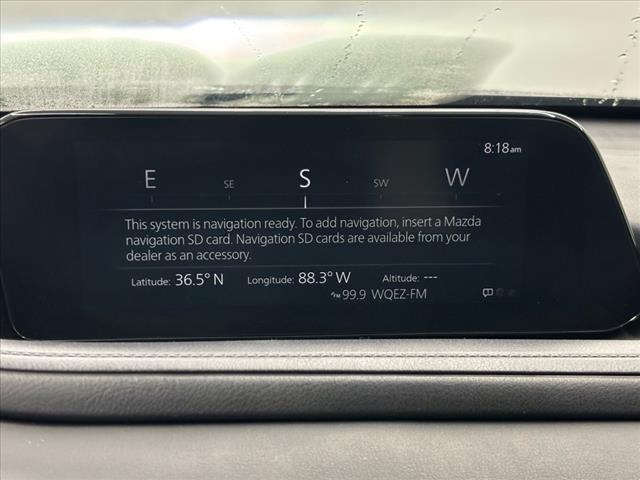 8:18am
E SE S SW W
This system is navigation ready. To add navigation, insert a Mazda
navigation SD card. Navigation SD cards are available from your
dealer as an accessory.
Latitude: 36.5° N Longitude: 88.3° W Altitude: ---
FM 99.9 WQEZ-FM